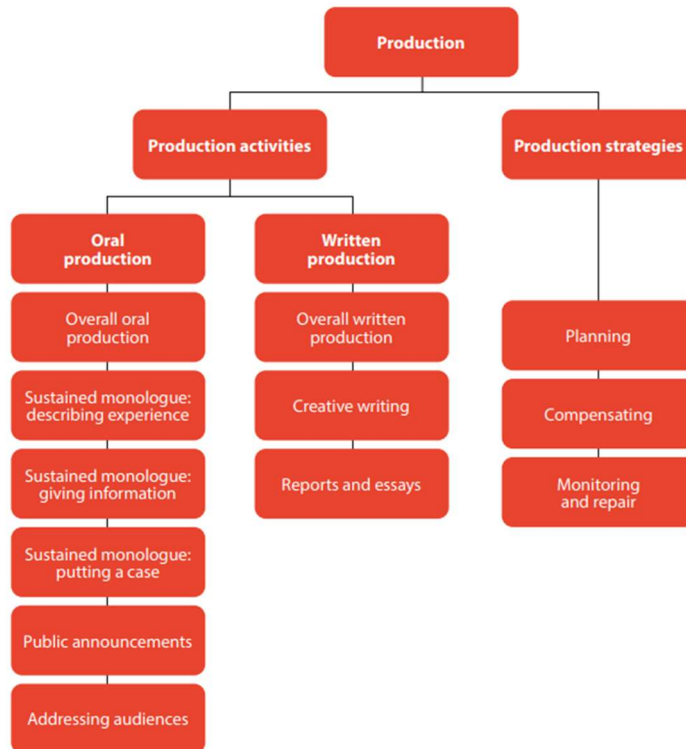 Production
Production activities
Production strategies
Oral
production
Written
production
Overall oral
production
Overall written
production
Planning
Sustained monologue:
describing experience
Creative writing
Compensating
Sustained monologue:
giving information
Reports and essays
Monitoring
and repair
Sustained monologue:
putting a case
Public announcements
Addressing audiences